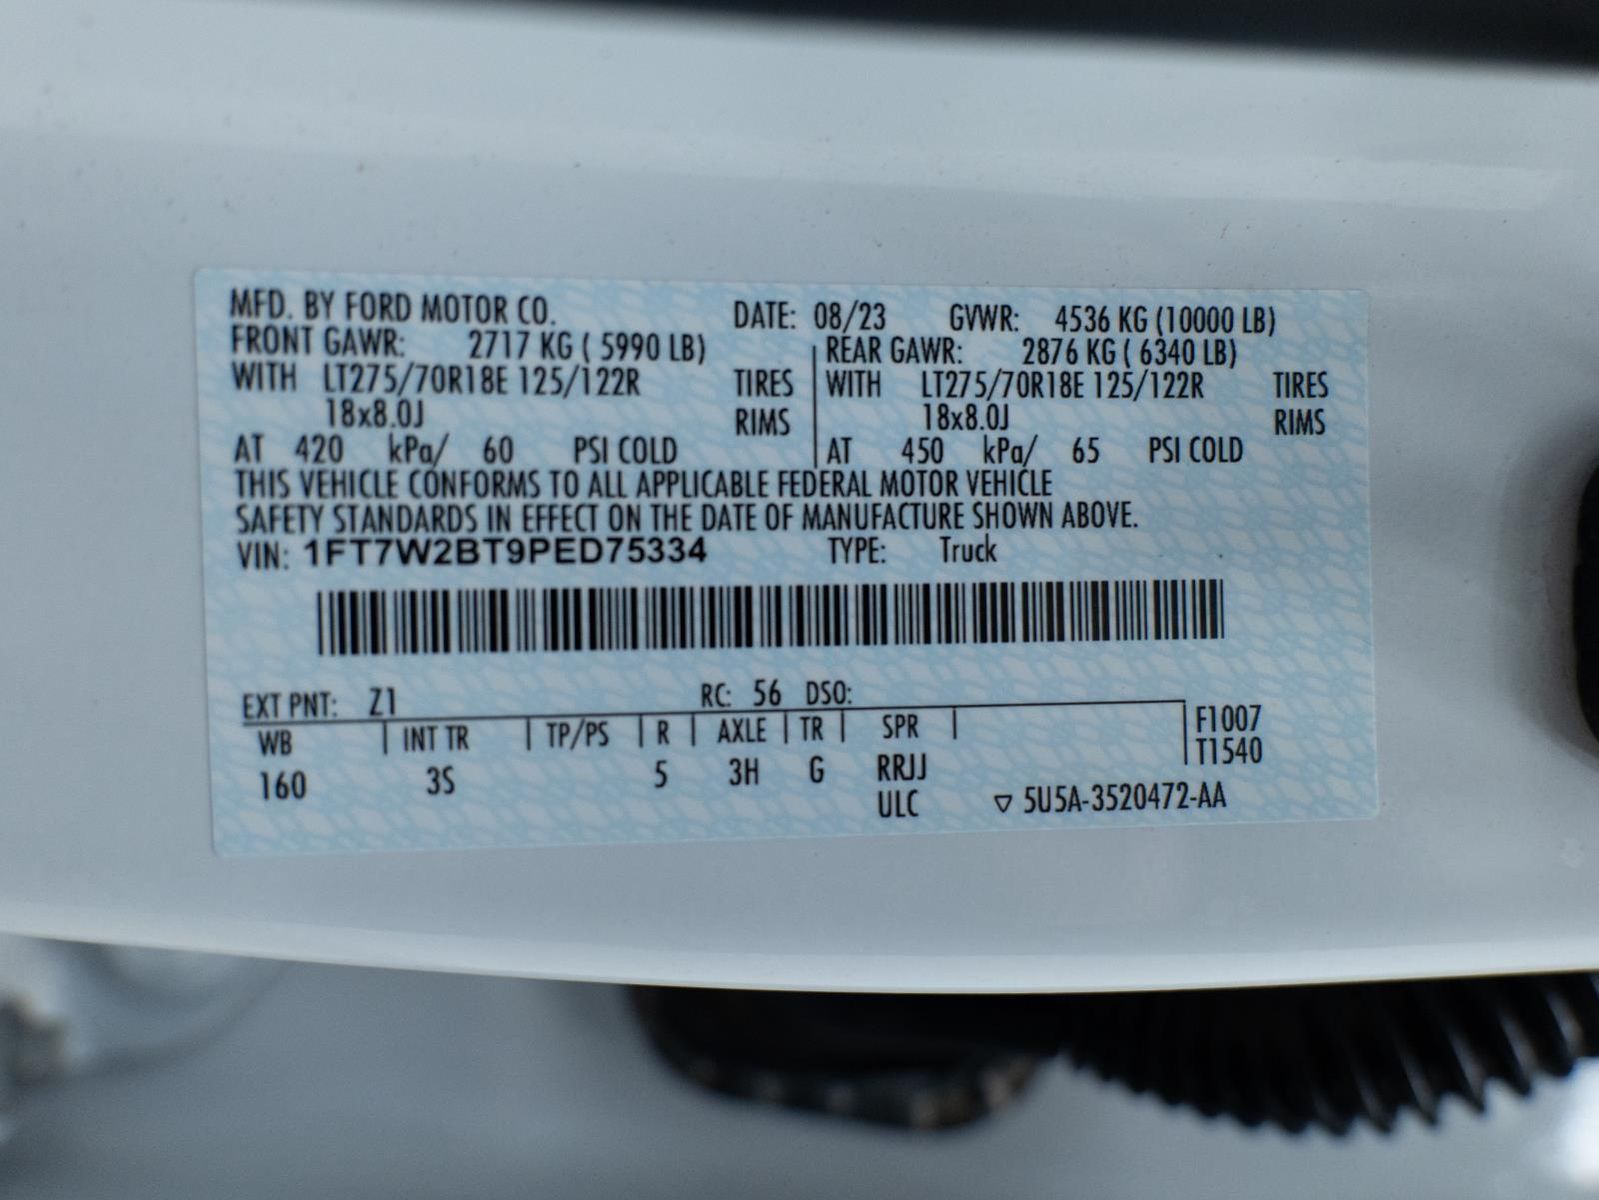 MFD. BY FORD MOTOR CO. DATE: 08/23 GVWR: 4536 KG (10000 LB)
FRONT GAWR: 2717 KG ( 5990 LB) REAR GAWR: 2876 KG ( 6340 LB)
WITH LT275/70R18E 125/122R TIRES WITH LT275/70R18E 125/122R TIRES
18x8.0J RIMS 18x8.0J RIMS
AT 420 kPa/ 60 PSI COLD AT 450 kPa/ 65 PSI COLD
THIS VEHICLE CONFORMS TO ALL APPLICABLE FEDERAL MOTOR VEHICLE
SAFETY STANDARDS IN EFFECT ON THE DATE OF MANUFACTURE SHOWN ABOVE.
VIN: 1FT7W2BT9PED75334 TYPE: Truck
EXT PNT: Z1 RC: 56 DSO:
WB INT TR TP/PS R AXLE TR SPR F1007
T1540
160 3S 5 3H G RRJJ
ULC ▽ 5U5A-3520472-AA